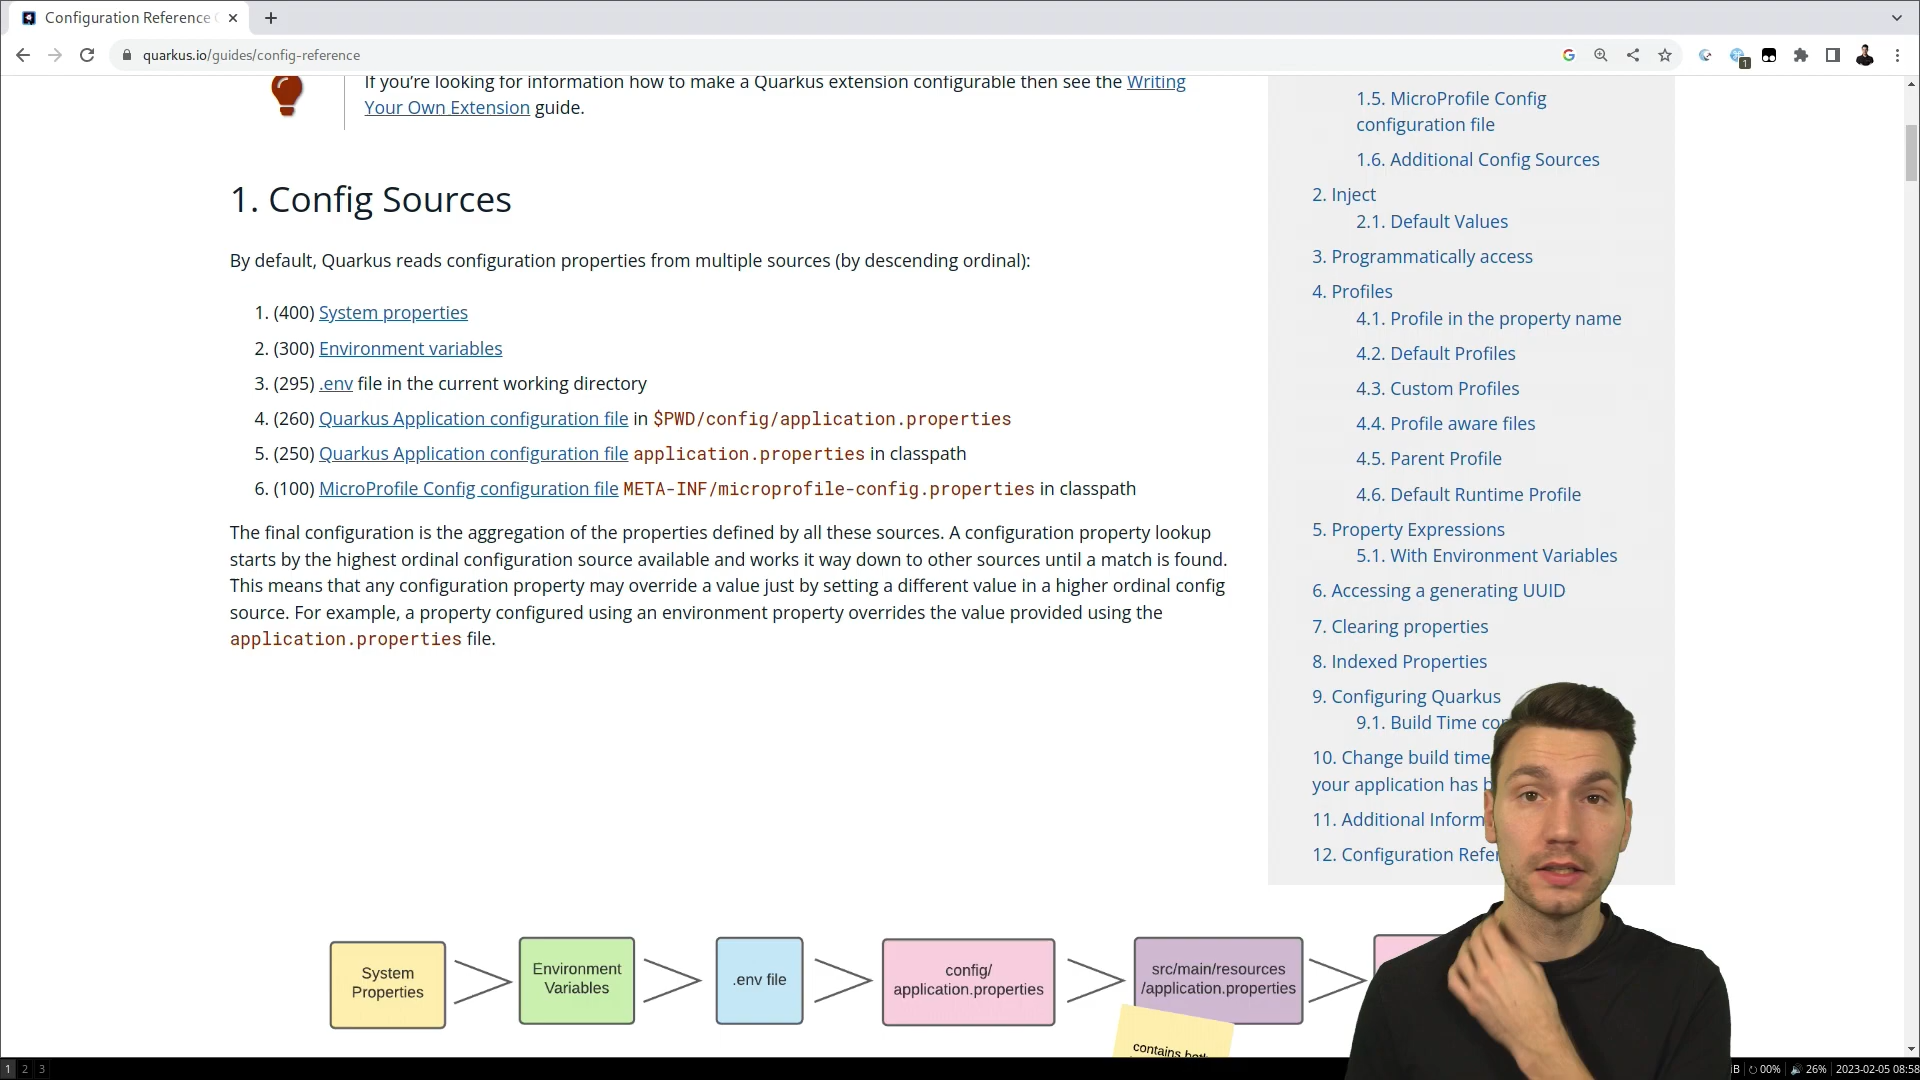 Configuration Reference
quarkus.io/guides/config-reference
1
If you're looking for information how to make a Quarkus extension configurable then see the Writing
Your Own Extension guide.
1. Config Sources
By default, Quarkus reads configuration properties from multiple sources (by descending ordinal):
1. (400) System properties
2. (300) Environment variables
3. (295) .env file in the current working directory
4. (260) Quarkus Application configuration file in $PWD/config/application.properties
5. (250) Quarkus Application configuration file application.properties in classpath
6. (100) MicroProfile Config configuration file META-INF/microprofile-config.properties in classpath
The final configuration is the aggregation of the properties defined by all these sources. A configuration property lookup
starts by the highest ordinal configuration source available and works it way down to other sources until a match is found.
This means that any configuration property may override a value just by setting a different value in a higher ordinal config
source. For example, a property configured using an environment property overrides the value provided using the
application.properties file.
1.5. MicroProfile Config
configuration file
1.6. Additional Config Sources
2. Inject
2.1. Default Values
3. Programmatically access
4. Profiles
4.1. Profile in the property name
4.2. Default Profiles
4.3. Custom Profiles
4.4. Profile aware files
4.5. Parent Profile
4.6. Default Runtime Profile
5. Property Expressions
5.1. With Environment Variables
6. Accessing a generating UUID
7. Clearing properties
8. Indexed Properties
9. Configuring Quarkus
9.1. Build Time
10. Change build time
your application has
11. Additional
12. Configuration
System
Properties
Environment
Variables
.env file
config/
application.properties
src/main/resources
/application.properties
contains
1 2 3
00% 26% 2023-02-05 08:58